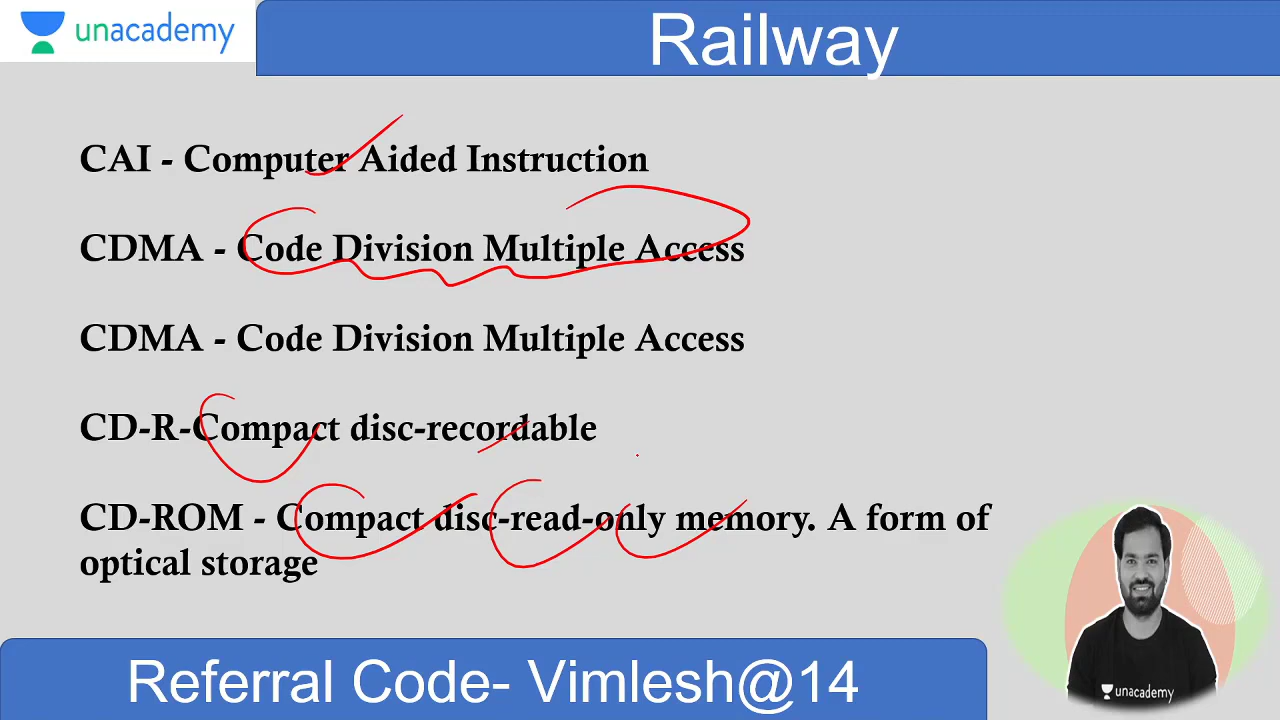 unacademy
Railway
CAI - Computer Aided Instruction
CDMA - Code Division Multiple Access
CDMA - Code Division Multiple Access
CD-R-Compact disc-recordable
CD-ROM - Compact disc-read-only memory. A form of
optical storage
unacademy
Referral Code- Vimlesh@14